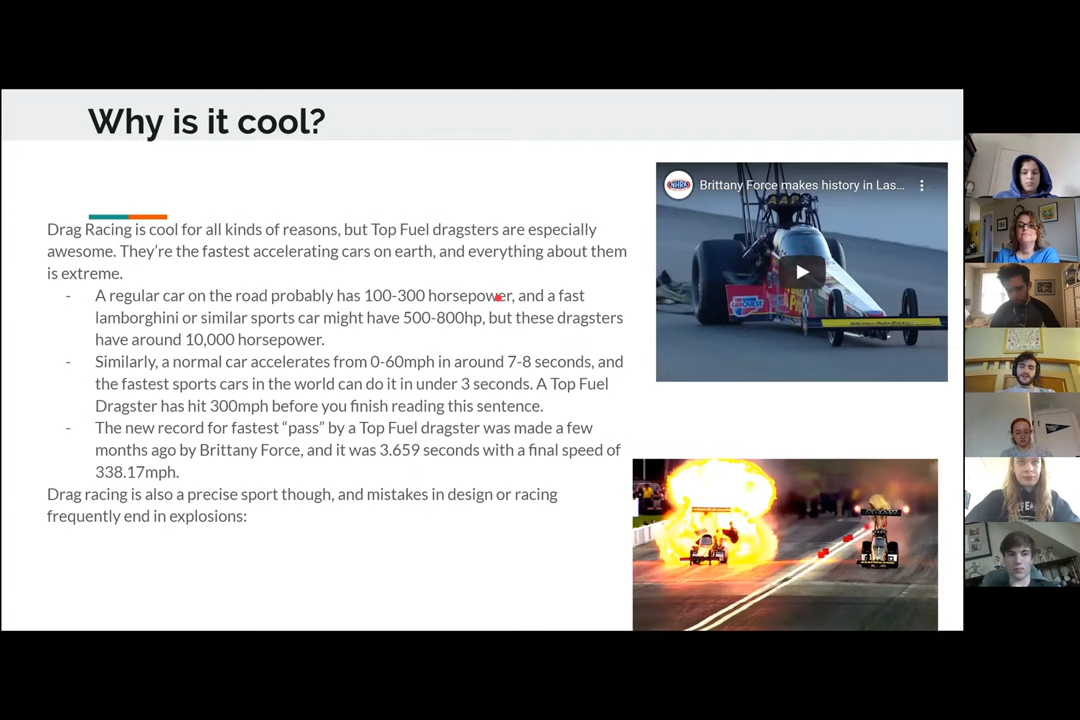 Why is it cool?
Drag Racing is cool for all kinds of reasons, but Top Fuel dragsters are especially
awesome. They’re the fastest accelerating cars on earth, and everything about them
is extreme.
- A regular car on the road probably has 100-300 horsepower, and a fast
lamborghini or similar sports car might have 500-800hp, but these dragsters
have around 10,000 horsepower.
- Similarly, a normal car accelerates from 0-60mph in around 7-8 seconds, and
the fastest sports cars in the world can do it in under 3 seconds. A Top Fuel
Dragster has hit 300mph before you finish reading this sentence.
- The new record for fastest “pass” by a Top Fuel dragster was made a few
months ago by Brittany Force, and it was 3.659 seconds with a final speed of
338.17mph.
Drag racing is also a precise sport though, and mistakes in design or racing
frequently end in explosions:
NHRA
Brittany Force makes history in Las...
CARQUEST